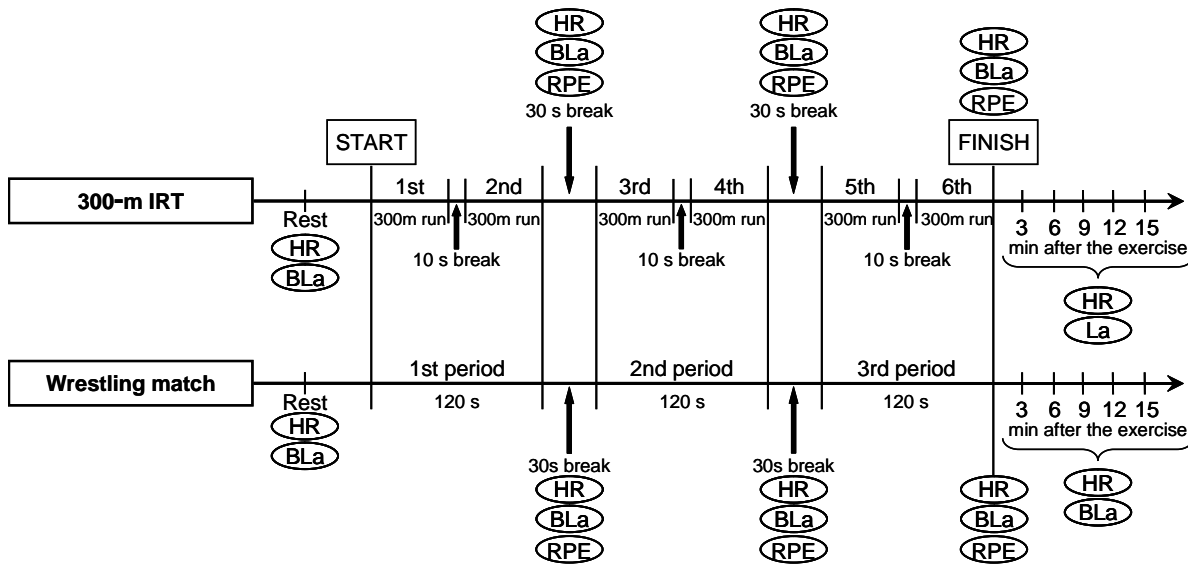 HR HR
BLa BLa HR
RPE RPE BLa
30 s break 30 s break RPE
START FINISH
300-m IRT
1st 2nd 3rd 4th 5th 6th
Rest 300m run 300m run 300m run 300m run 300m run 300m run 3 6 9 12 15
HR min after the exercise
BLa 10 s break 10 s break 10 s break
HR
La
Wrestling match
1st period 2nd period 3rd period
Rest 120 s 120 s 120 s 3 6 9 12 15
HR min after the exercise
BLa 30s break 30s break
HR HR HR HR
BLa BLa BLa BLa
RPE RPE RPE